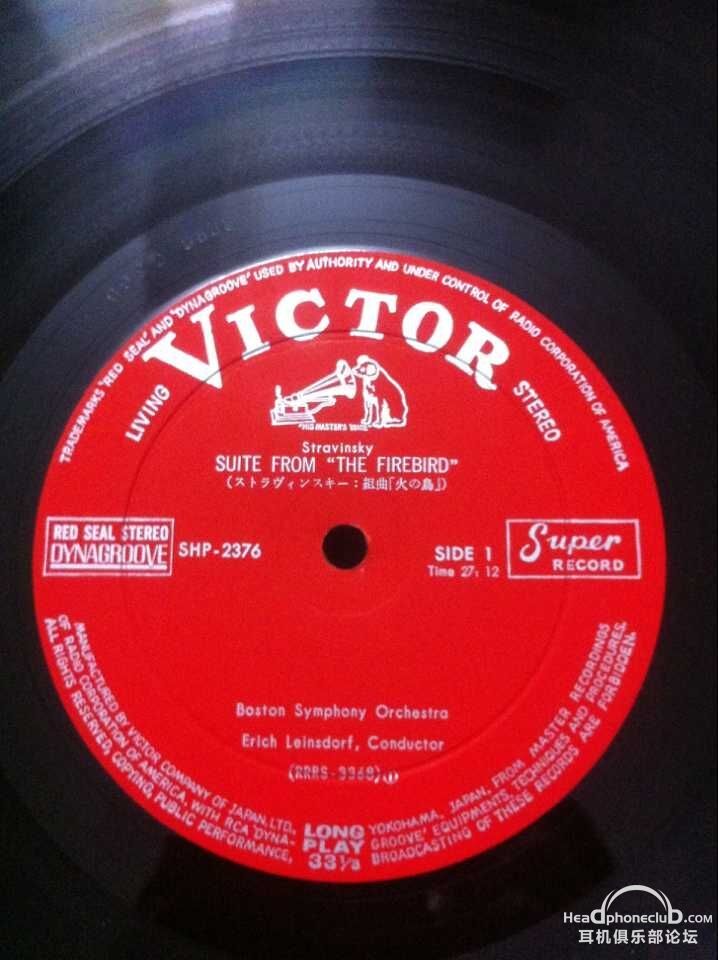 TRADEMARKS "RED SEAL" AND "DYNAGROOVE" USED BY AUTHORITY AND UNDER CONTROL OF RADIO CORPORATION OF AMERICA
LIVING VICTOR STEREO
"HIS MASTER'S VOICE"
Stravinsky
SUITE FROM "THE FIREBIRD"
(ストラヴィンスキー：組曲「火の鳥」)
RED SEAL STEREO
DYNAGROOVE
SHP-2376
SIDE 1
Time 27:12
Super
RECORD
Boston Symphony Orchestra
Erich Leinsdorf, Conductor
(RRRS-3368) Ⓘ
MANUFACTURED BY VICTOR COMPANY OF JAPAN, LTD., YOKOHAMA, JAPAN, FROM MASTER RECORDINGS
OF RADIO CORPORATION OF AMERICA, WITH RCA "DYNAGROOVE" EQUIPMENTS, TECHNIQUES AND PROCEDURES.
ALL RIGHTS RESERVED, COPYING, PUBLIC PERFORMANCE, BROADCASTING OF THESE RECORDS ARE FORBIDDEN.
LONG
PLAY
33 1/3
HeadphoneclubD.com
耳机俱乐部论坛